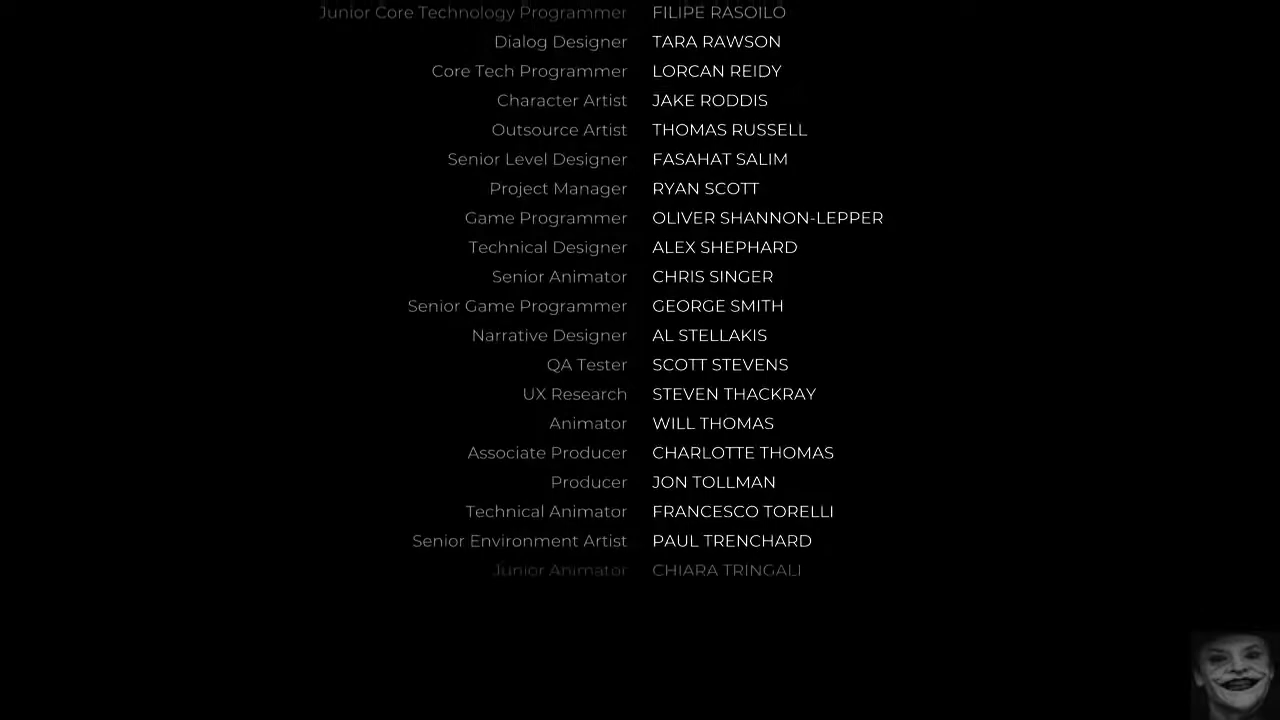 Junior Core Technology Programmer FILIPE RASOILO
Dialog Designer TARA RAWSON
Core Tech Programmer LORCAN REIDY
Character Artist JAKE RODDIS
Outsource Artist THOMAS RUSSELL
Senior Level Designer FASAHAT SALIM
Project Manager RYAN SCOTT
Game Programmer OLIVER SHANNON-LEPPER
Technical Designer ALEX SHEPHARD
Senior Animator CHRIS SINGER
Senior Game Programmer GEORGE SMITH
Narrative Designer AL STELLAKIS
QA Tester SCOTT STEVENS
UX Research STEVEN THACKRAY
Animator WILL THOMAS
Associate Producer CHARLOTTE THOMAS
Producer JON TOLLMAN
Technical Animator FRANCESCO TORELLI
Senior Environment Artist PAUL TRENCHARD
Junior Animator CHIARA TRINGALI